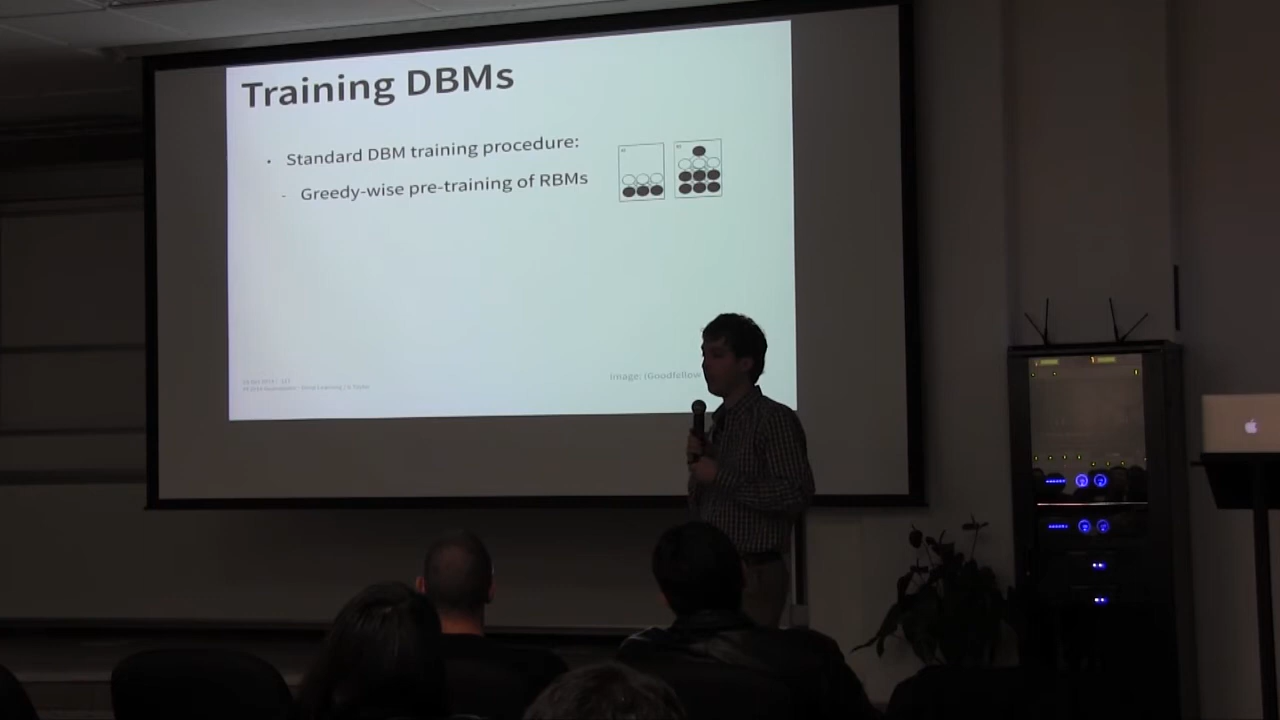 Training DBMs
• Standard DBM training procedure:
- Greedy-wise pre-training of RBMs
Image: (Goodfellow